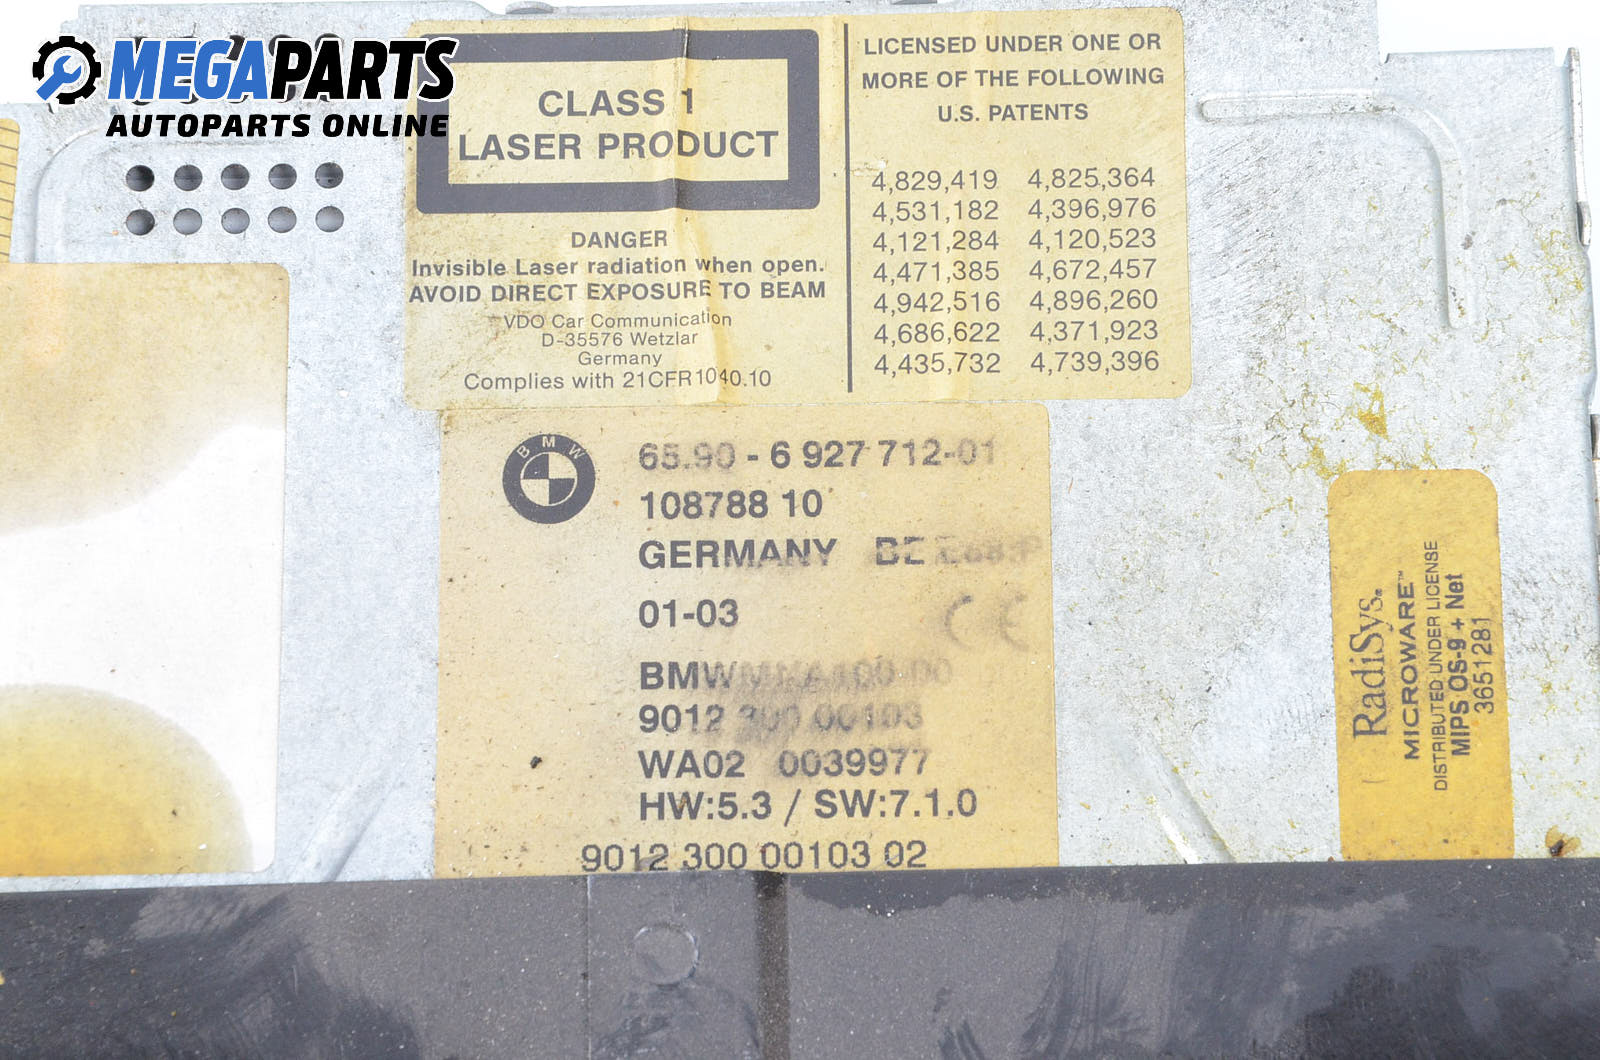 MEGAPARTS
AUTOPARTS ONLINE
CLASS 1
LASER PRODUCT
DANGER
Invisible Laser radiation when open.
AVOID DIRECT EXPOSURE TO BEAM
VDO Car Communication
D-35576 Wetzlar
Germany
Complies with 21CFR1040.10
LICENSED UNDER ONE OR
MORE OF THE FOLLOWING
U.S. PATENTS
4,829,419 4,825,364
4,531,182 4,396,976
4,121,284 4,120,523
4,471,385 4,672,457
4,942,516 4,896,260
4,686,622 4,371,923
4,435,732 4,739,396
BMW
65.90 - 6 927 712-01
108788 10
GERMANY BE
01-03 CE
9012 300 00103
WA02 0039977
HW:5.3 / SW:7.1.0
9012 300 00103 02
RadiSys.
MICROWARE™
DISTRIBUTED UNDER LICENSE
MIPS OS-9 + Net
3651281